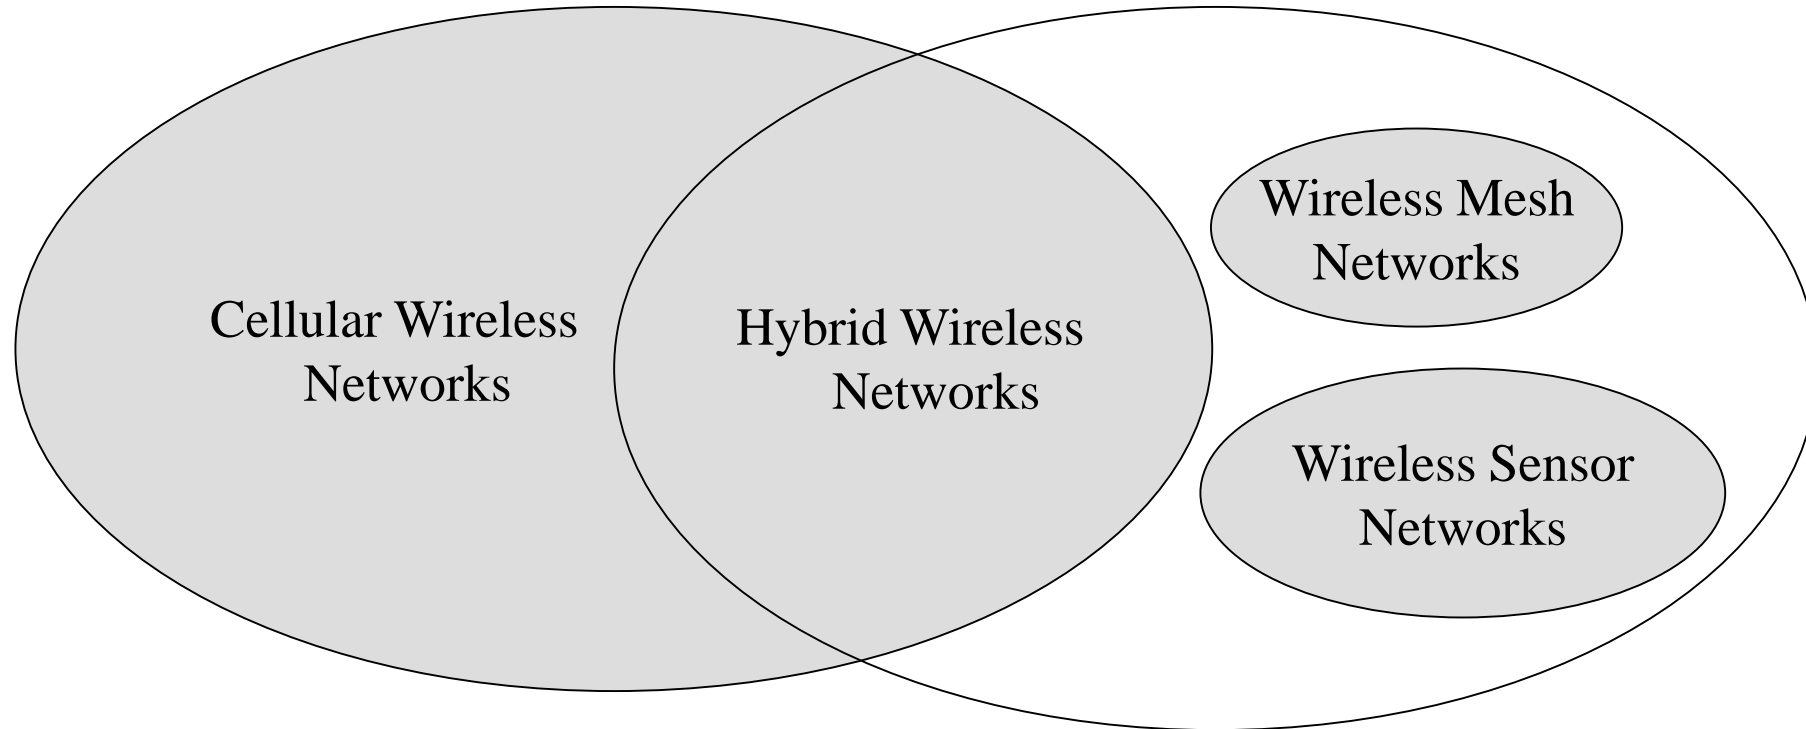 Cellular Wireless
Networks
Hybrid Wireless
Networks
Wireless Mesh
Networks
Wireless Sensor
Networks